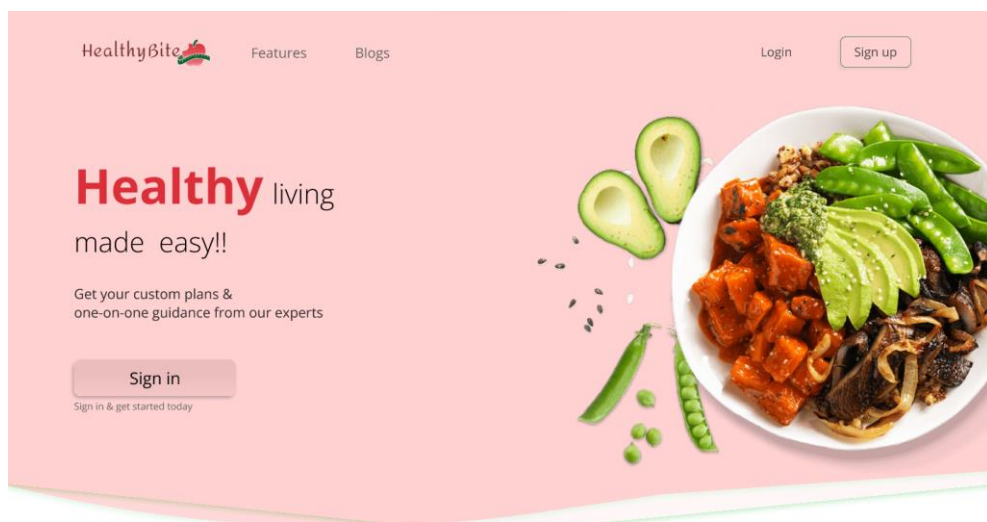 HealthyBite
Features
Blogs
Login
Sign up
Healthy living
made easy!!
Get your custom plans &
one-on-one guidance from our experts
Sign in
Sign in & get started today